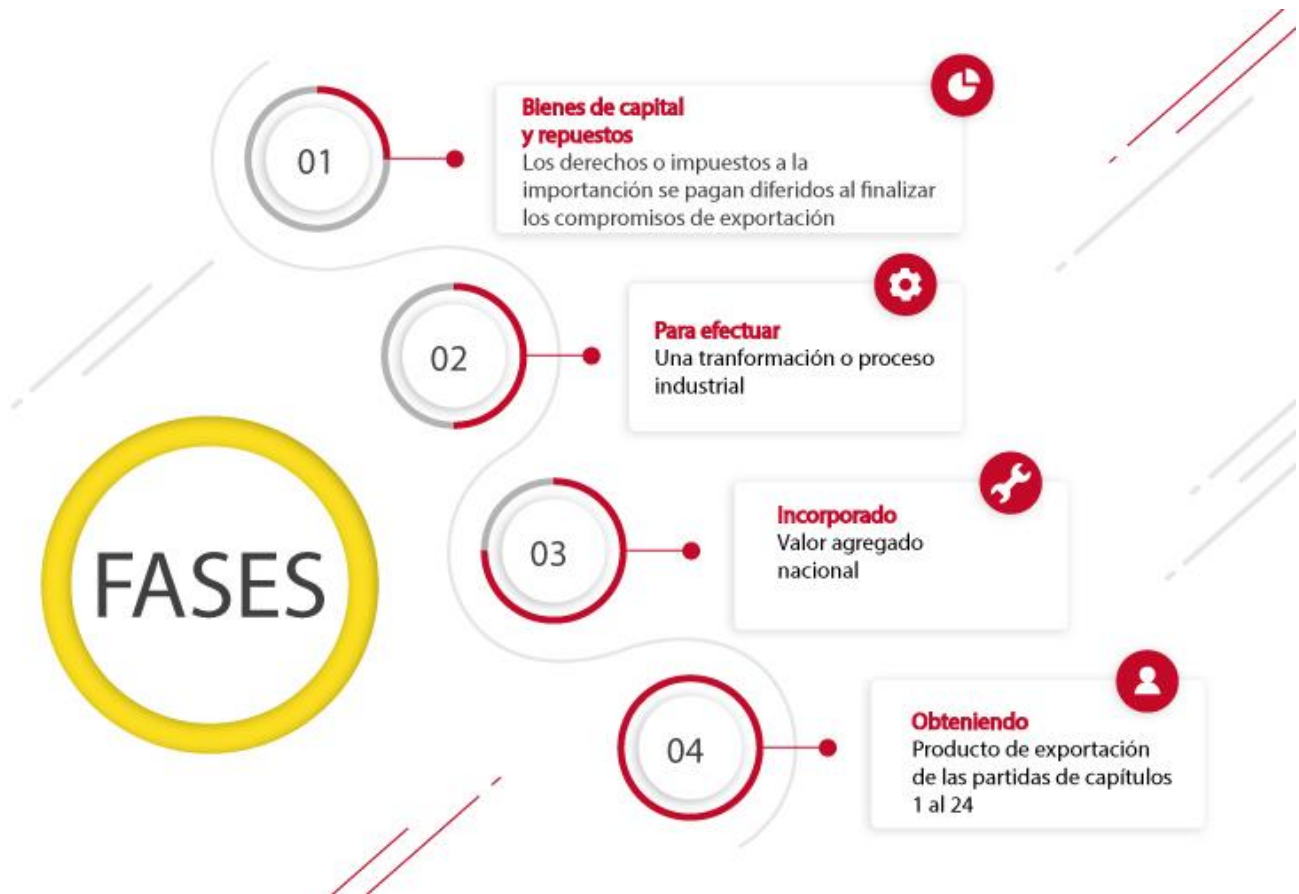 FASES
01
Bienes de capital
y repuestos
Los derechos o impuestos a la
importanción se pagan diferidos al finalizar
los compromisos de exportación
02
Para efectuar
Una tranformación o proceso
industrial
03
Incorporado
Valor agregado
nacional
04
Obteniendo
Producto de exportación
de las partidas de capítulos
1 al 24